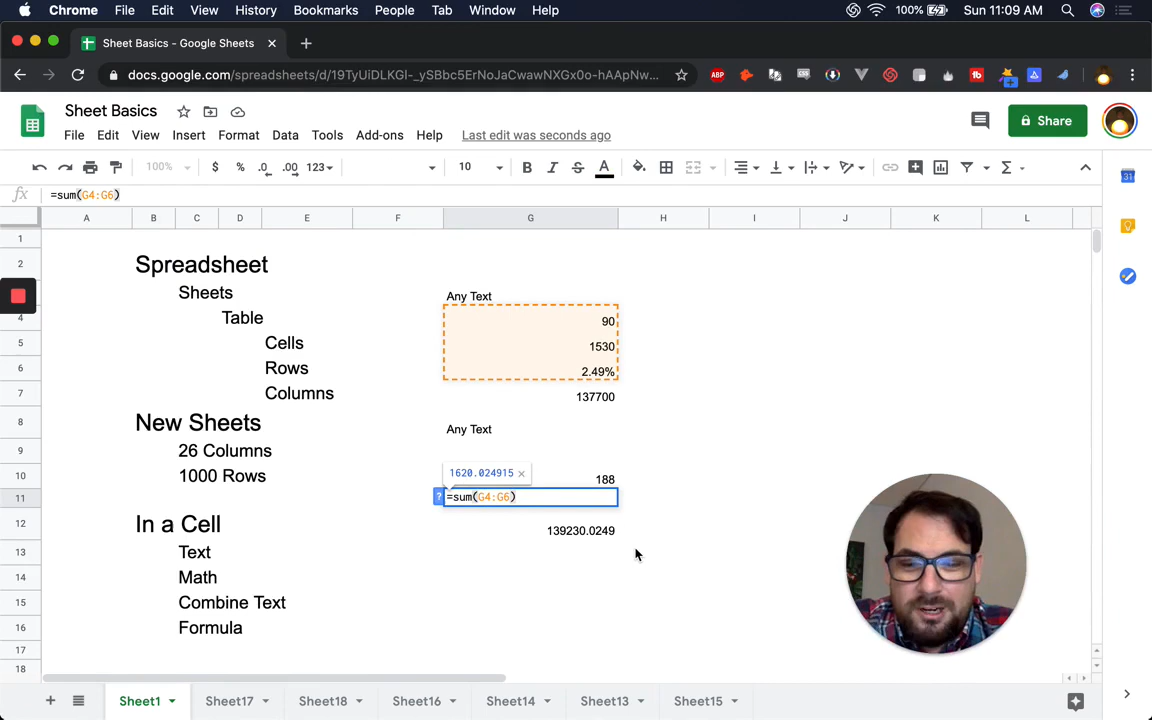 Chrome File Edit View History Bookmarks People Tab Window Help 100% Sun 11:09 AM
Sheet Basics - Google Sheets
docs.google.com/spreadsheets/d/19TyUiDLKGI-_ySBbc5ErNoJaCwawNXGx0o-hAApNw...
ABP
Sheet Basics
Share
File Edit View Insert Format Data Tools Add-ons Help Last edit was seconds ago
100% $ % .0 .00 123 10 B I S A Σ
31
fx =sum(G4:G6)
A B C D E F G H I J K L
1
2 Spreadsheet
Sheets Any Text
4 Table 90
5 Cells 1530
6 Rows 2.49%
7 Columns 137700
8 New Sheets Any Text
9 26 Columns
10 1000 Rows 1620.024915 × 188
11 ? =sum(G4:G6)
12 In a Cell 139230.0249
13 Text
14 Math
15 Combine Text
16 Formula
17
18
Sheet1 Sheet17 Sheet18 Sheet16 Sheet14 Sheet13 Sheet15